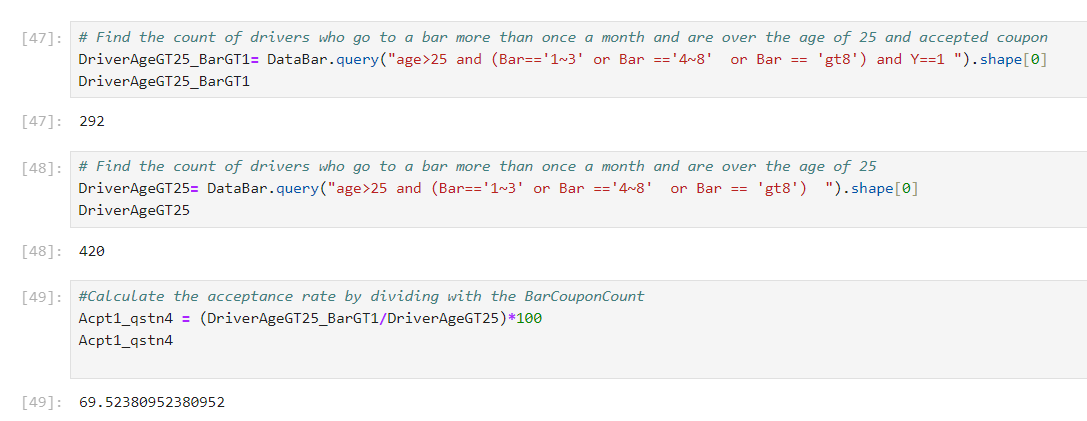 [47]: # Find the count of drivers who go to a bar more than once a month and are over the age of 25 and accepted coupon
DriverAgeGT25_BarGT1= DataBar.query("age>25 and (Bar=='1~3' or Bar =='4~8'  or Bar == 'gt8') and Y==1 ").shape[0]
DriverAgeGT25_BarGT1
[47]: 292
[48]: # Find the count of drivers who go to a bar more than once a month and are over the age of 25
DriverAgeGT25= DataBar.query("age>25 and (Bar=='1~3' or Bar =='4~8'  or Bar == 'gt8')  ").shape[0]
DriverAgeGT25
[48]: 420
[49]: #Calculate the acceptance rate by dividing with the BarCouponCount
Acpt1_qstn4 = (DriverAgeGT25_BarGT1/DriverAgeGT25)*100
Acpt1_qstn4
[49]: 69.52380952380952